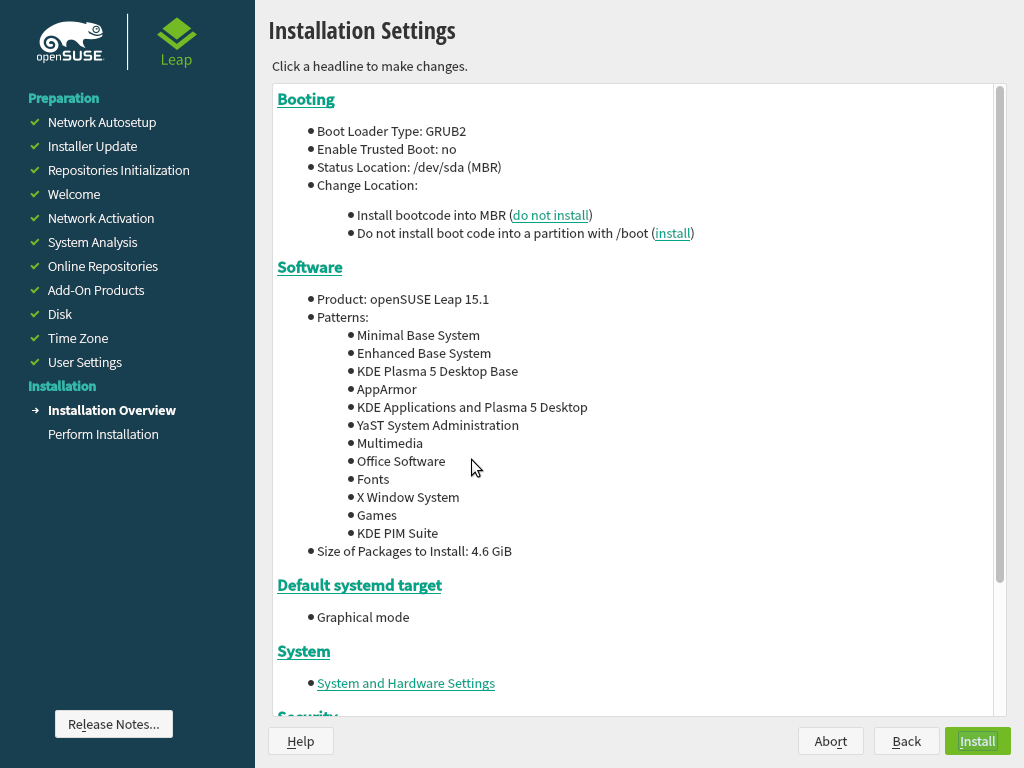 openSUSE
Leap
Preparation
Network Autosetup
Installer Update
Repositories Initialization
Welcome
Network Activation
System Analysis
Online Repositories
Add-On Products
Disk
Time Zone
User Settings
Installation
Installation Overview
Perform Installation
Release Notes...
Installation Settings
Click a headline to make changes.
Booting
Boot Loader Type: GRUB2
Enable Trusted Boot: no
Status Location: /dev/sda (MBR)
Change Location:
Install bootcode into MBR (do not install)
Do not install boot code into a partition with /boot (install)
Software
Product: openSUSE Leap 15.1
Patterns:
Minimal Base System
Enhanced Base System
KDE Plasma 5 Desktop Base
AppArmor
KDE Applications and Plasma 5 Desktop
YaST System Administration
Multimedia
Office Software
Fonts
X Window System
Games
KDE PIM Suite
Size of Packages to Install: 4.6 GiB
Default systemd target
Graphical mode
System
System and Hardware Settings
Security
Help
Abort
Back
Install